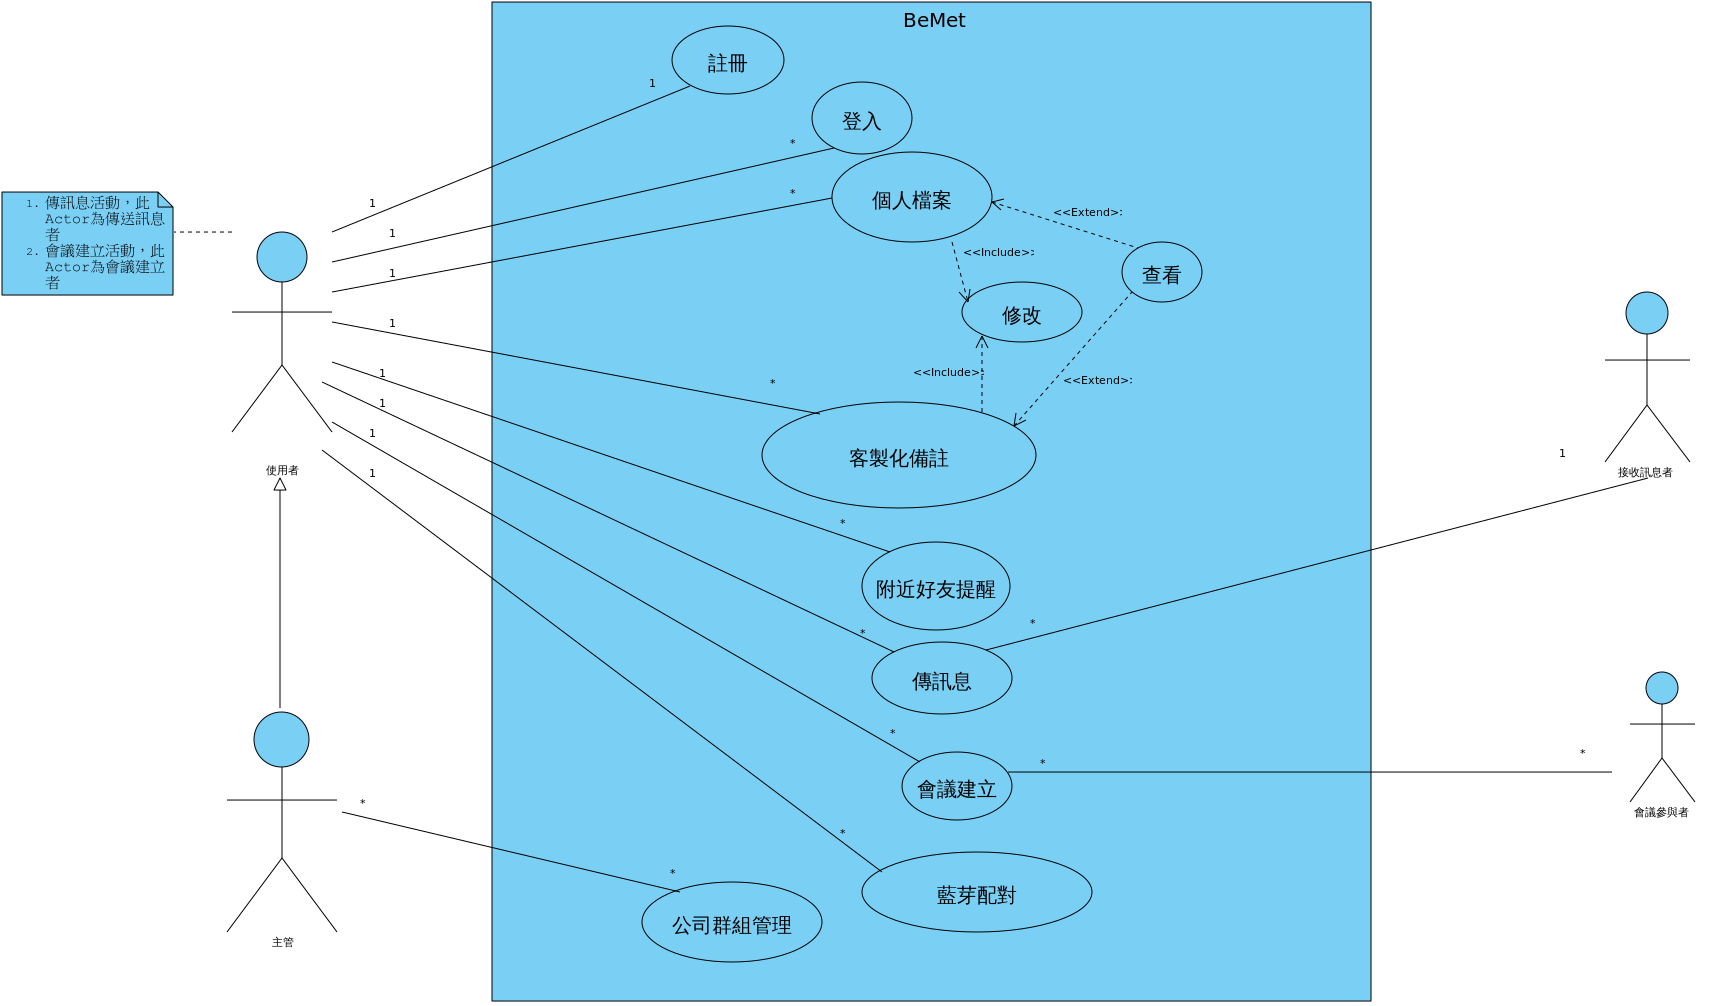 BeMet
註冊
1
登入
*
個人檔案
*
1. 傳訊息活動，此
Actor為傳送訊息
者
2. 會議建立活動，此
Actor為會議建立
者
1
1
1
<<Extend>>
<<Include>>
查看
修改
1
1
*
<<Include>>
<<Extend>>
1
1
客製化備註
1
使用者
1
接收訊息者
1
*
附近好友提醒
*
*
傳訊息
*
*
*
會議建立
*
會議參與者
*
*
藍芽配對
*
公司群組管理
主管